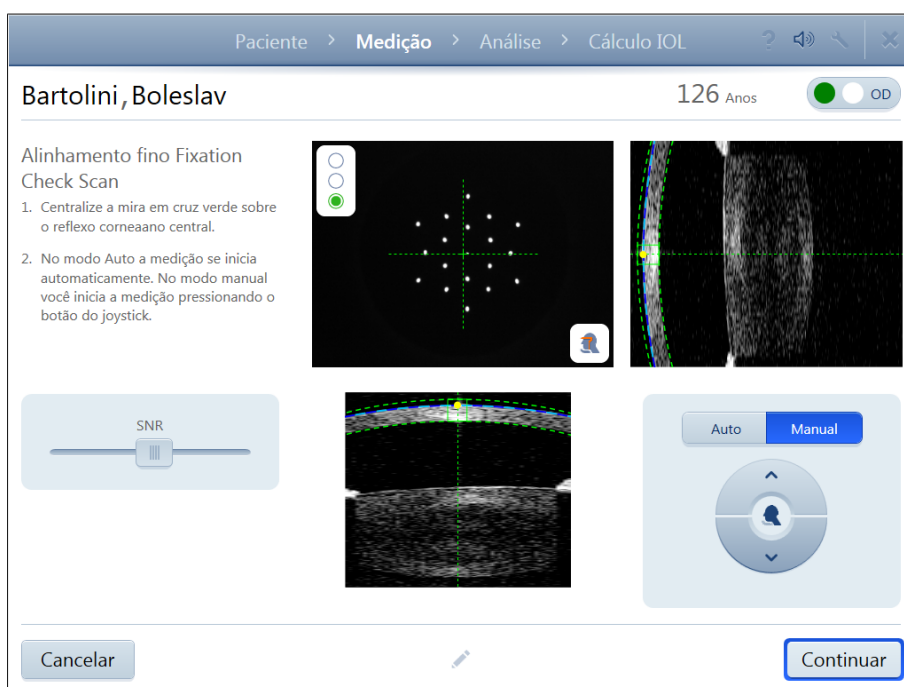 Paciente > Medição > Análise > Cálculo IOL ?
Bartolini, Boleslav
126 Anos
OD
Alinhamento fino Fixation
Check Scan
1. Centralize a mira em cruz verde sobre
o reflexo corneaano central.
2. No modo Auto a medição se inicia
automaticamente. No modo manual
você inicia a medição pressionando o
botão do joystick.
SNR
Auto Manual
Cancelar
Continuar